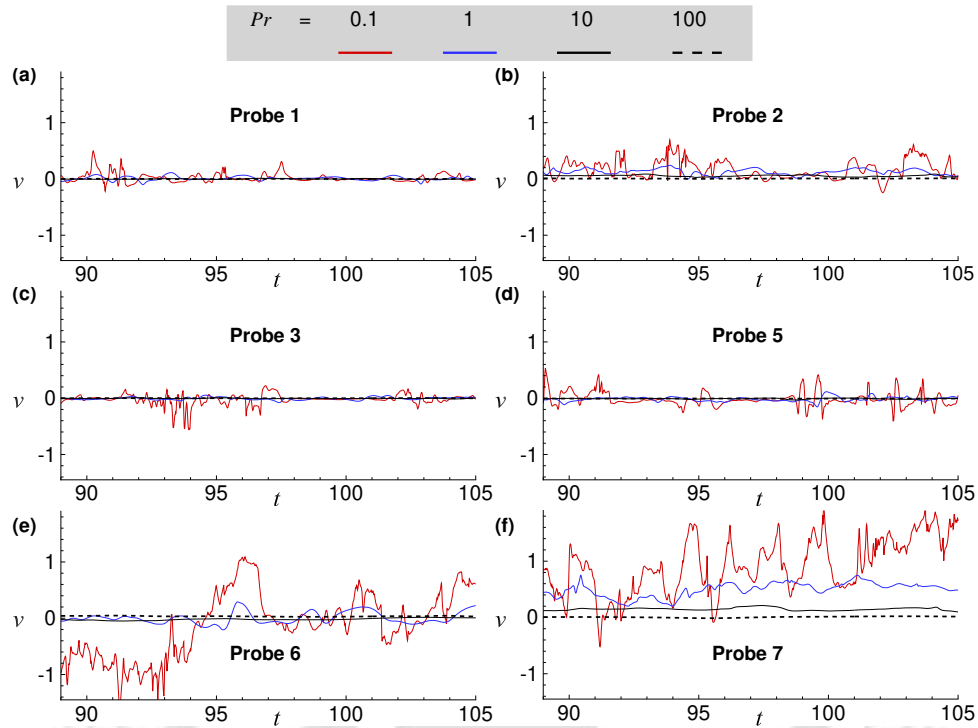 Pr = 0.1 1 10 100
(a) (b)
Probe 1 Probe 2
1 1
v 0 v 0
-1 -1
90 95 100 105 90 95 100 105
t t
(c) (d)
Probe 3 Probe 5
1 1
v 0 v 0
-1 -1
90 95 100 105 90 95 100 105
t t
(e) (f)
1 1
v 0 v 0
Probe 6 Probe 7
-1 -1
90 95 100 105 90 95 100 105
t t